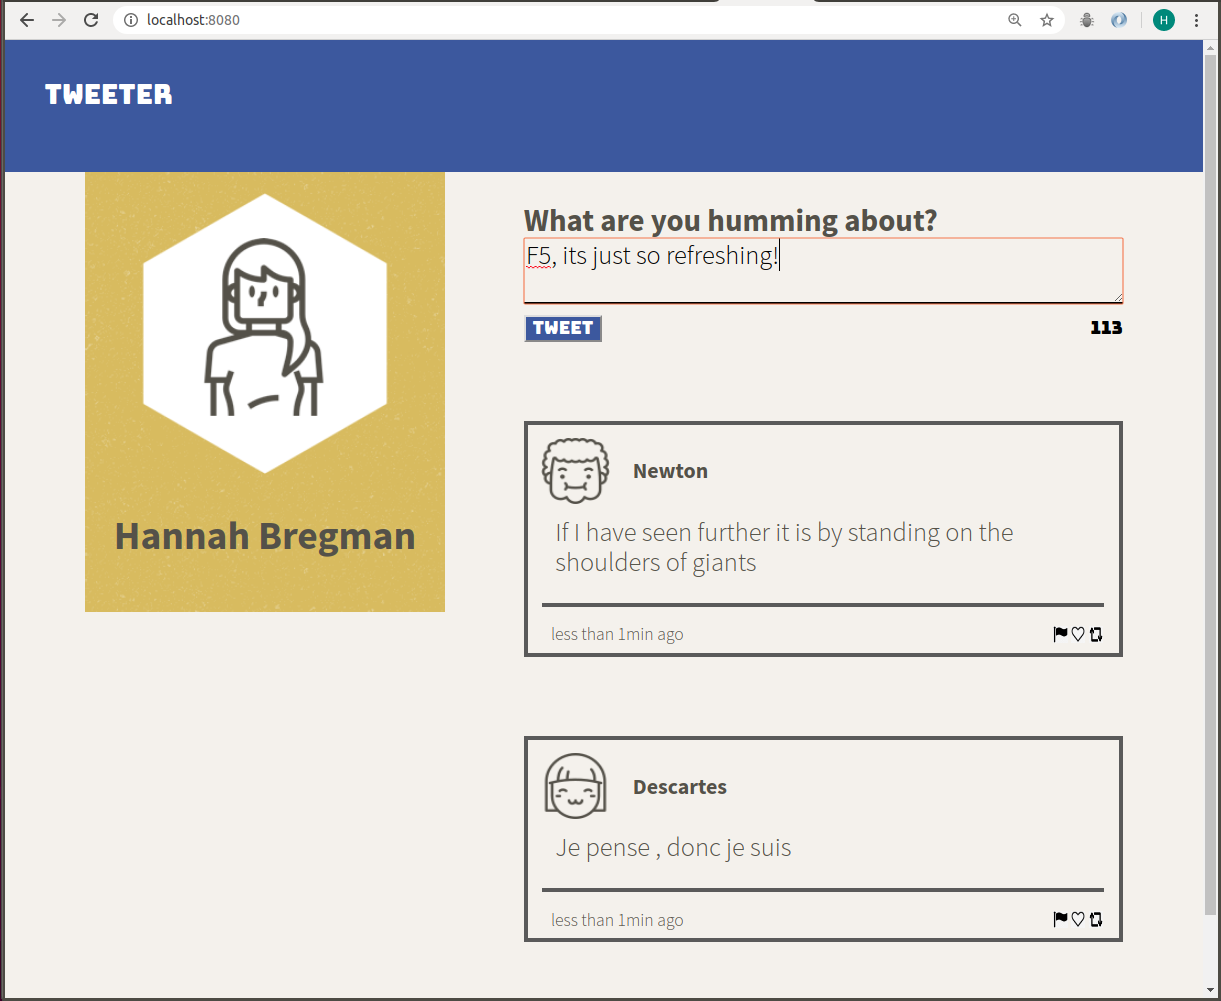 localhost:8080
H
TWEETER
What are you humming about?
F5, its just so refreshing!
TWEET
113
Hannah Bregman
Newton
If I have seen further it is by standing on the
shoulders of giants
less than 1min ago
Descartes
Je pense , donc je suis
less than 1min ago